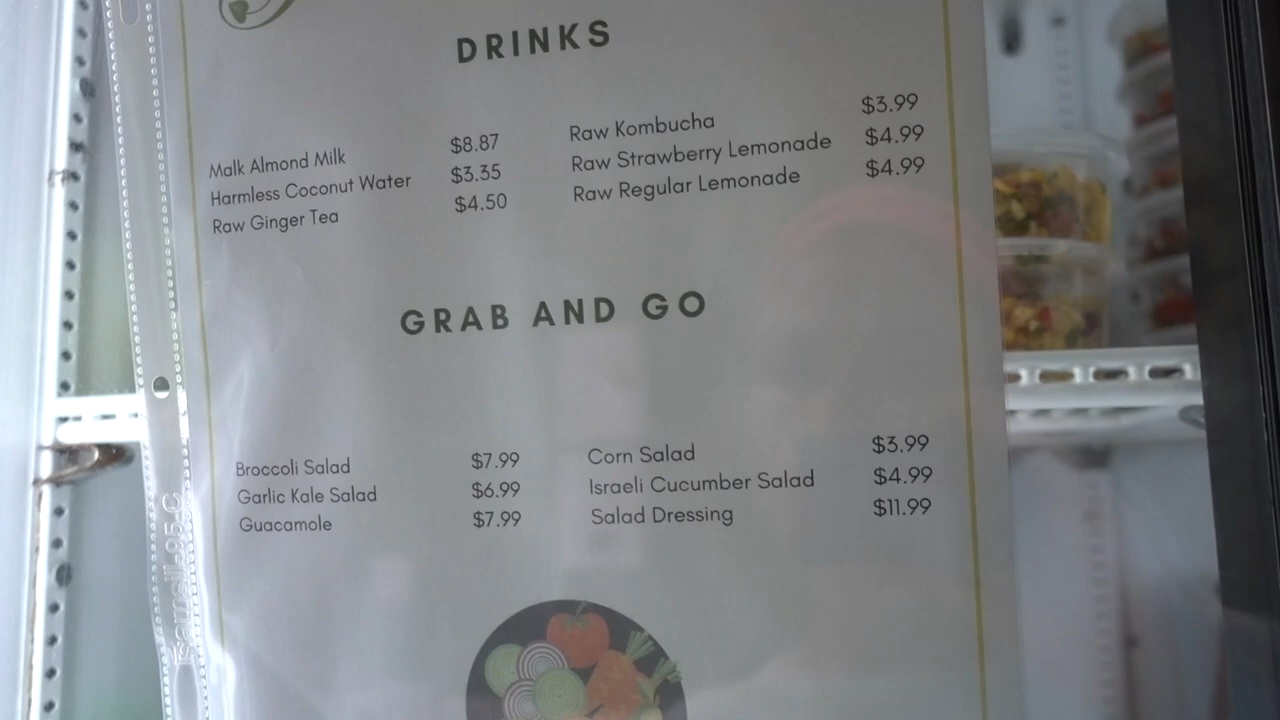 DRINKS
Malk Almond Milk $8.87
Harmless Coconut Water $3.35
Raw Ginger Tea $4.50
Raw Kombucha $3.99
Raw Strawberry Lemonade $4.99
Raw Regular Lemonade $4.99
GRAB AND GO
Broccoli Salad $7.99
Garlic Kale Salad $6.99
Guacamole $7.99
Corn Salad $3.99
Israeli Cucumber Salad $4.99
Salad Dressing $11.99